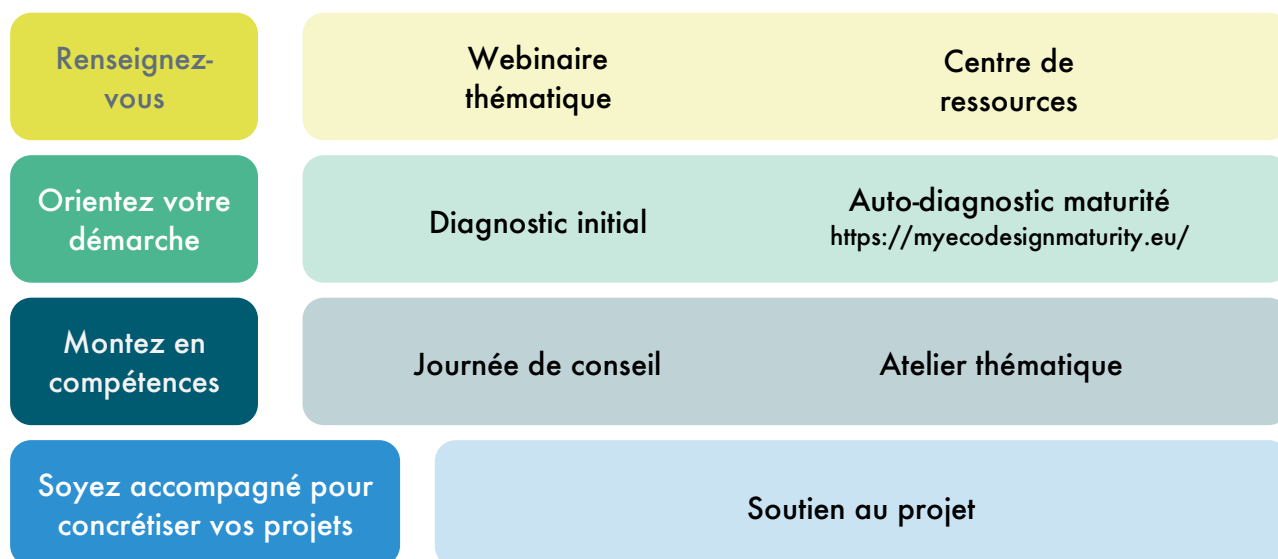 Renseignez-
vous
Webinaire
thématique
Centre de
ressources
Orientez votre
démarche
Diagnostic initial
Auto-diagnostic maturité
https://myecodesignmaturity.eu/
Montez en
compétences
Journée de conseil
Atelier thématique
Soyez accompagné pour
concrétiser vos projets
Soutien au projet